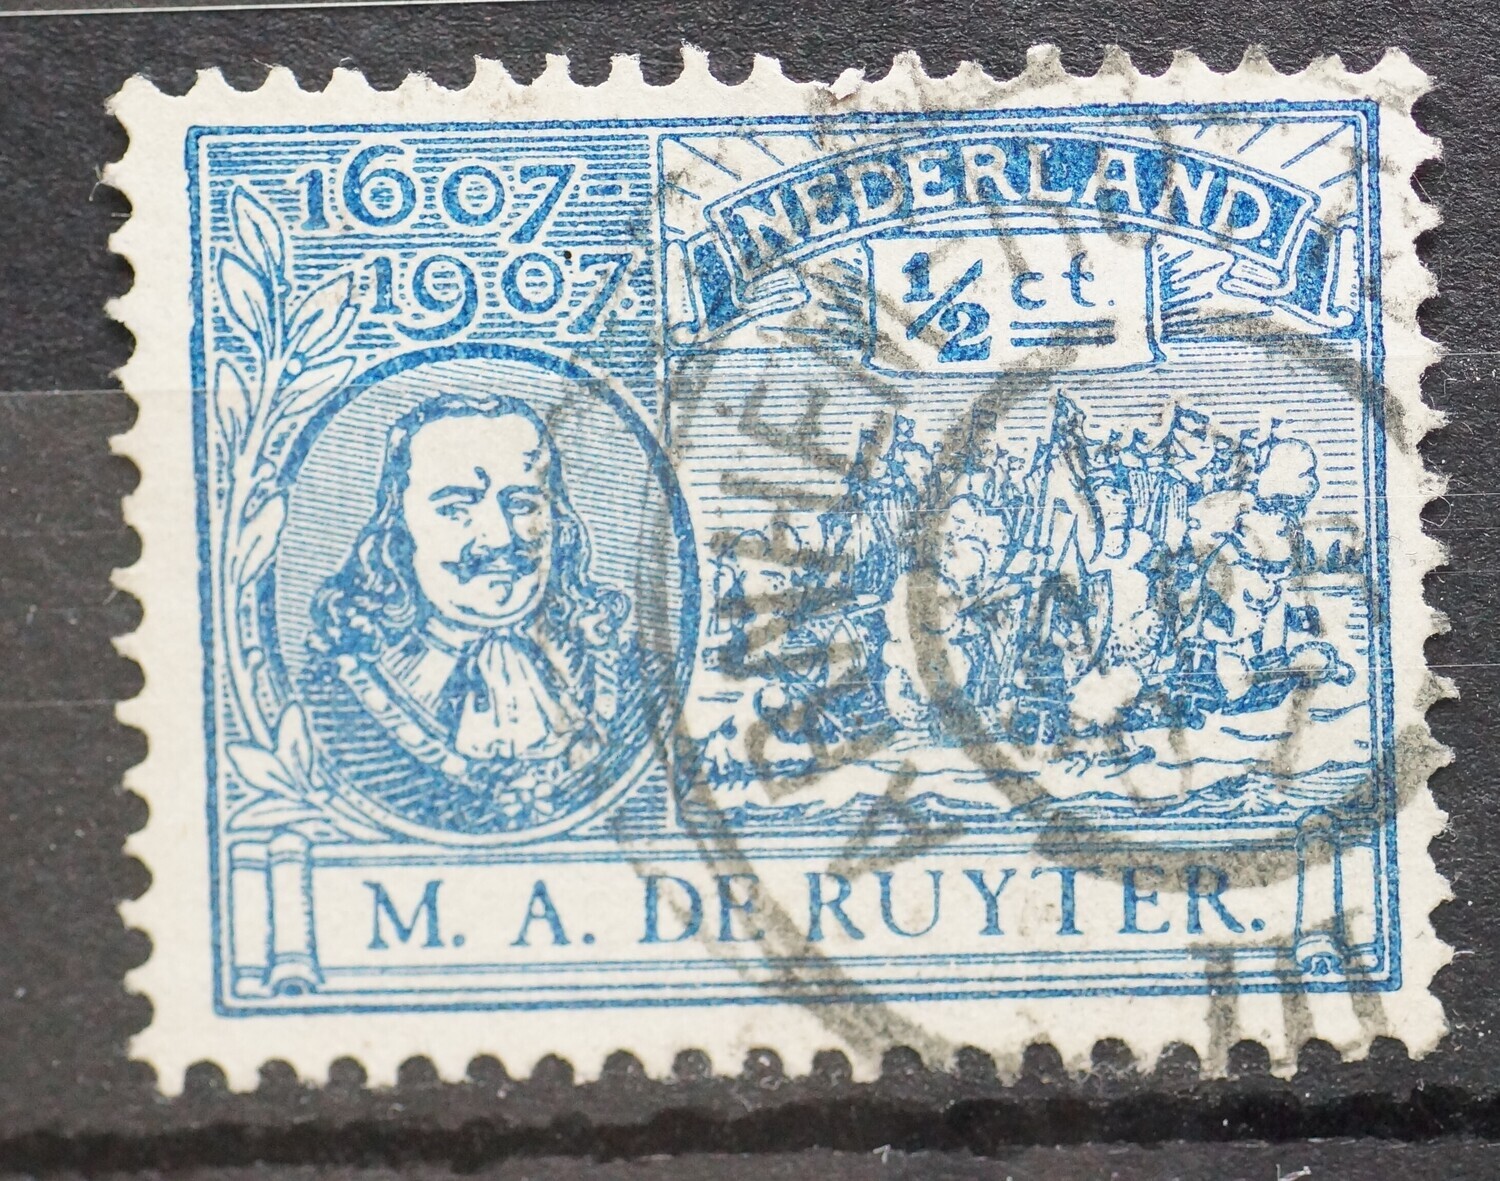 1607-
1907.
NEDERLAND.
1/2 ct.
M. A. DE RUYTER.